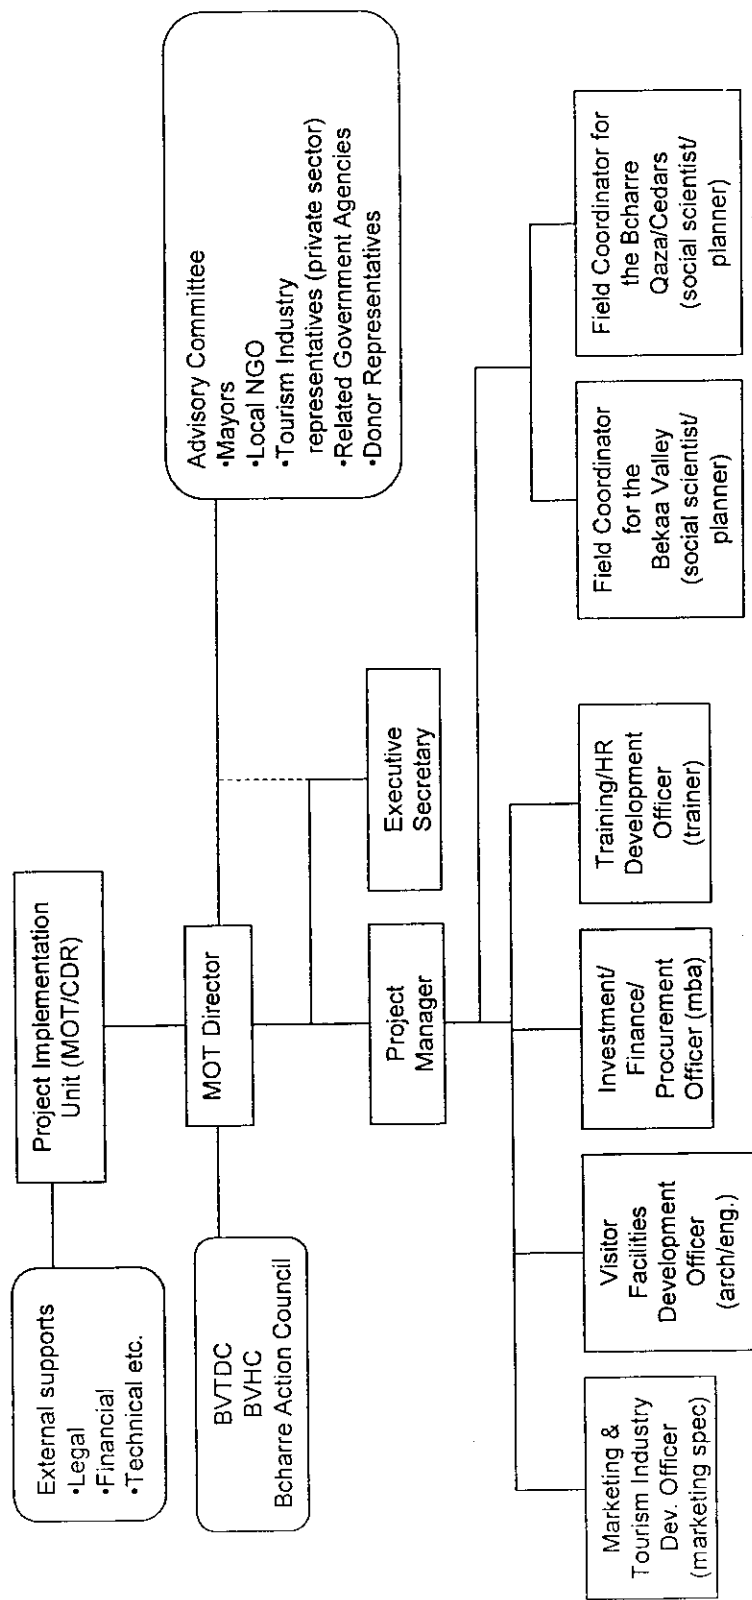 External supports
•Legal
•Financial
•Technical etc.
Project Implementation
Unit (MOT/CDR)
BVTDC
BVHC
Bcharre Action Council
MOT Director
Advisory Committee
•Mayors
•Local NGO
•Tourism Industry
representatives (private sector)
•Related Government Agencies
•Donor Representatives
Project
Manager
Executive
Secretary
Marketing &
Tourism Industry
Dev. Officer
(marketing spec)
Visitor
Facilities
Development
Officer
(arch/eng.)
Investment/
Finance/
Procurement
Officer (mba)
Training/HR
Development
Officer
(trainer)
Field Coordinator
for the
Bekaa Valley
(social scientist/
planner)
Field Coordinator for
the Bcharre
Qaza/Cedars
(social scientist/
planner)